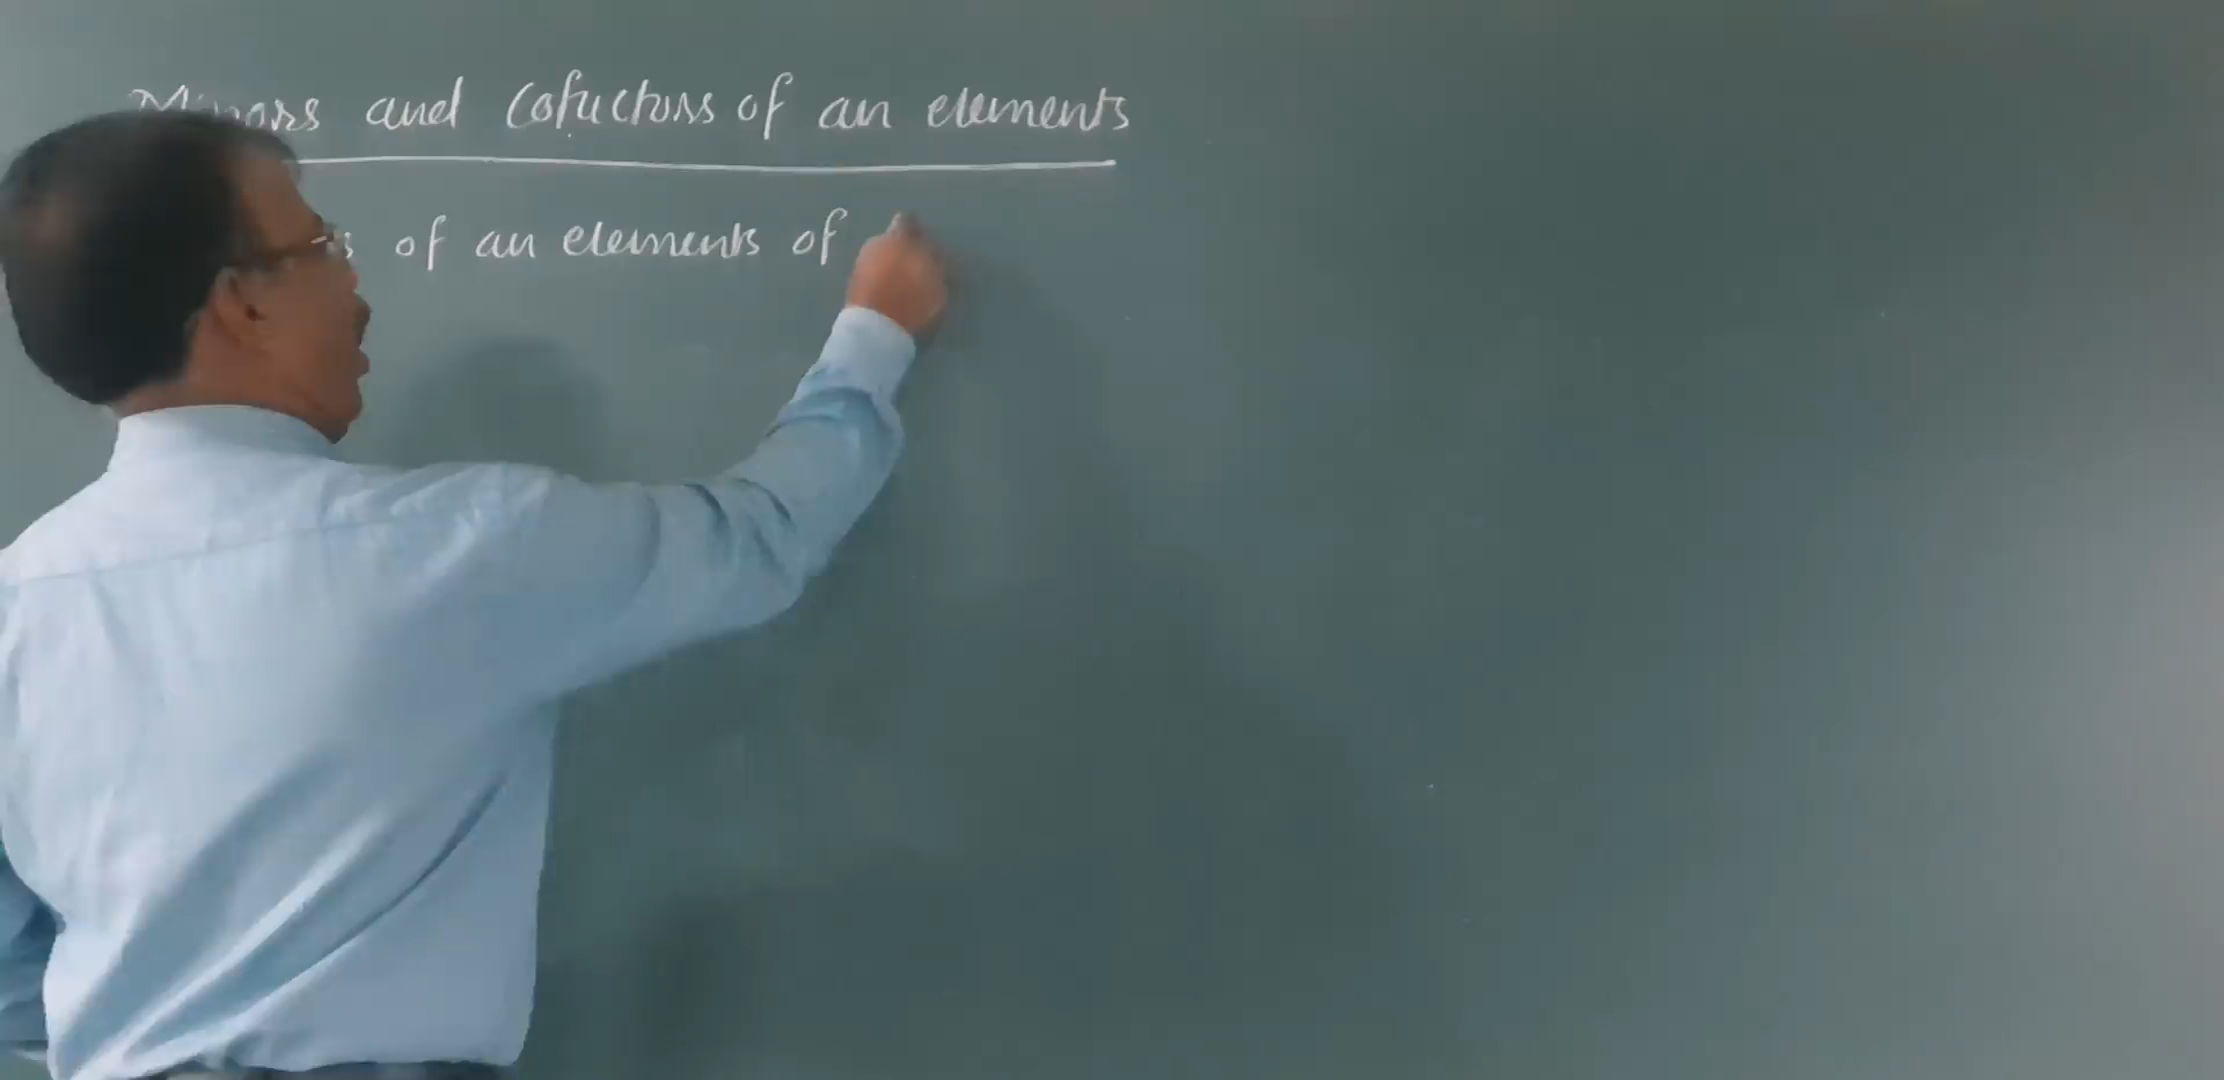 Minors and Cofactors of an elements
of an elements of